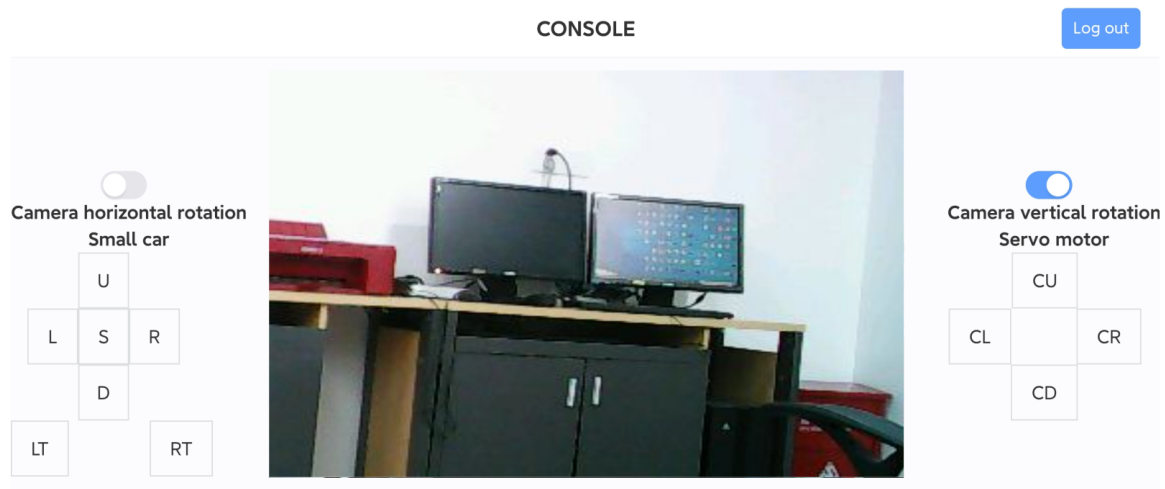 CONSOLE
Log out
Camera horizontal rotation
Small car
U
L
S
R
D
LT
RT
Camera vertical rotation
Servo motor
CU
CL
CR
CD